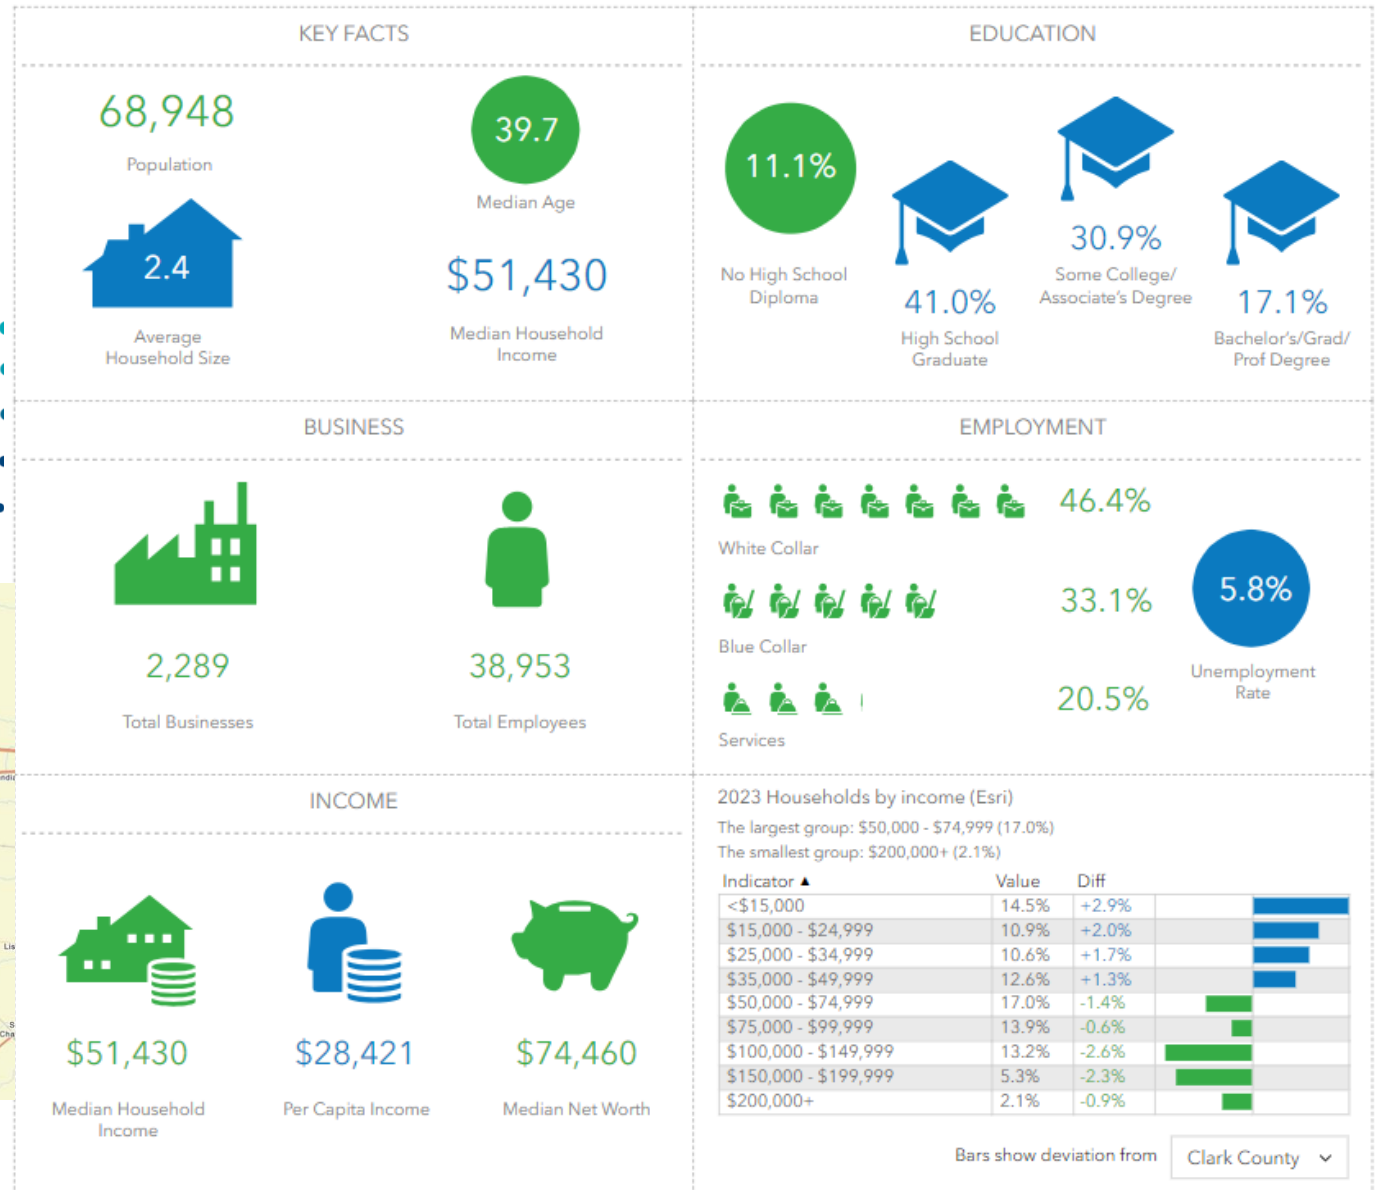 KEY FACTS
68,948
Population
39.7
Median Age
2.4
Average
Household Size
$51,430
Median Household
Income
EDUCATION
11.1%
No High School
Diploma
41.0%
High School
Graduate
30.9%
Some College/
Associate's Degree
17.1%
Bachelor's/Grad/
Prof Degree
BUSINESS
2,289
Total Businesses
38,953
Total Employees
EMPLOYMENT
46.4%
White Collar
33.1%
Blue Collar
20.5%
Services
5.8%
Unemployment
Rate
INCOME
$51,430
Median Household
Income
$28,421
Per Capita Income
$74,460
Median Net Worth
2023 Households by income (Esri)
The largest group: $50,000 - $74,999 (17.0%)
The smallest group: $200,000+ (2.1%)
Indicator ▲ Value Diff
<$15,000 14.5% +2.9%
$15,000 - $24,999 10.9% +2.0%
$25,000 - $34,999 10.6% +1.7%
$35,000 - $49,999 12.6% +1.3%
$50,000 - $74,999 17.0% -1.4%
$75,000 - $99,999 13.9% -0.6%
$100,000 - $149,999 13.2% -2.6%
$150,000 - $199,999 5.3% -2.3%
$200,000+ 2.1% -0.9%
Bars show deviation from Clark County